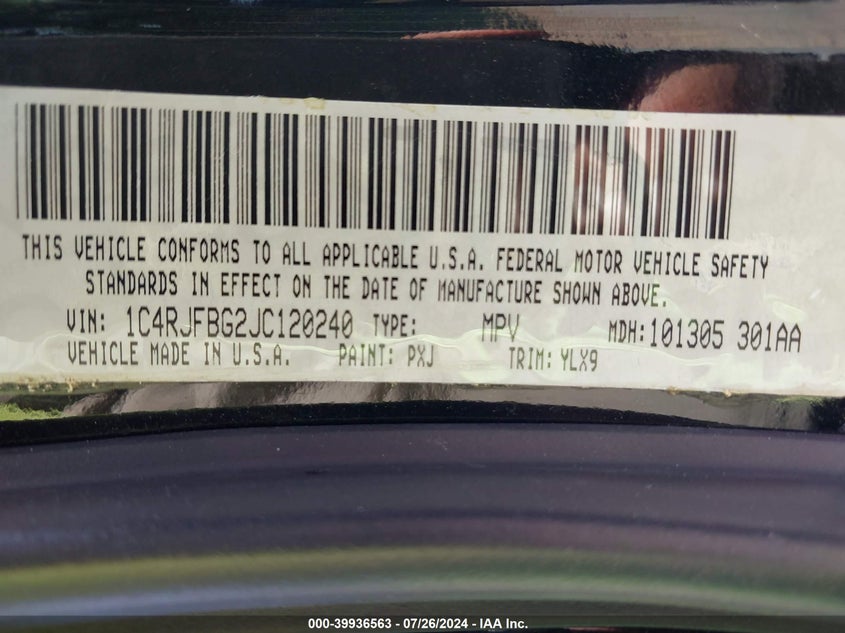 THIS VEHICLE CONFORMS TO ALL APPLICABLE U.S.A. FEDERAL MOTOR VEHICLE SAFETY
STANDARDS IN EFFECT ON THE DATE OF MANUFACTURE SHOWN ABOVE.
VIN: 1C4RJFBG2JC120240 TYPE: MPV MDH:101305 301AA
VEHICLE MADE IN U.S.A. PAINT: PXJ TRIM: YLX9
000-39936563 - 07/26/2024 - IAA Inc.